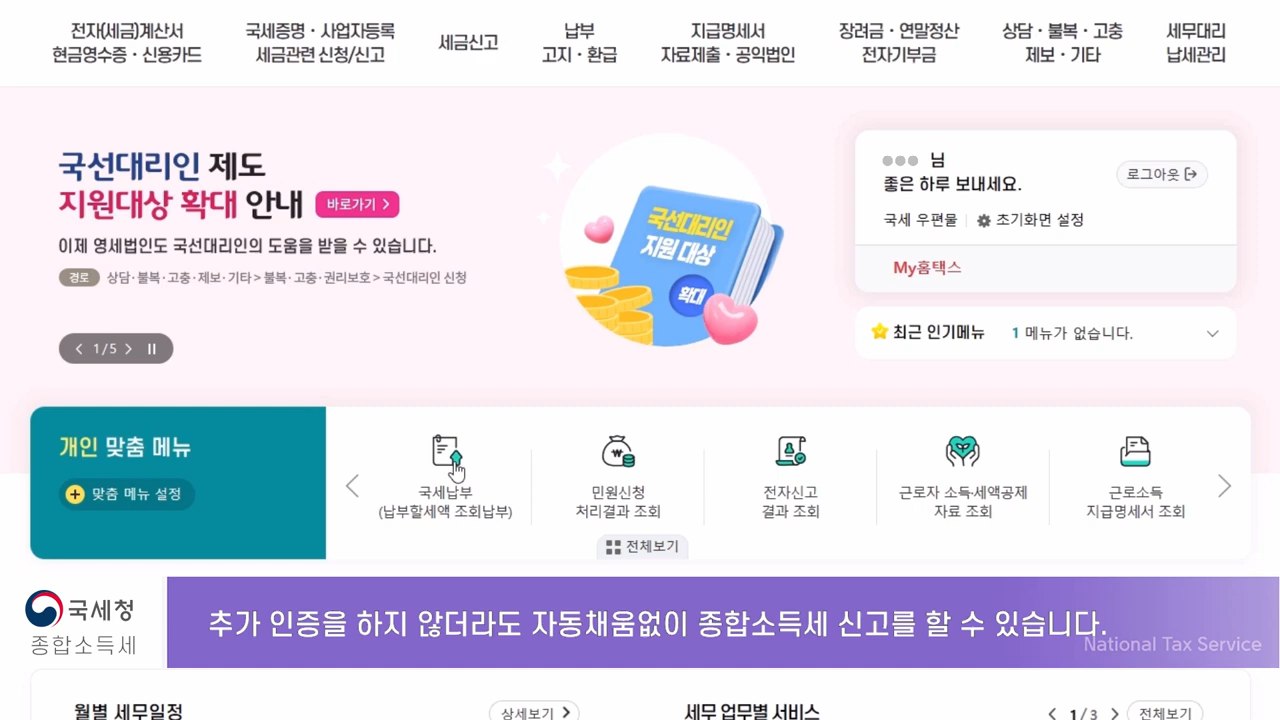 전자(세금)계산서
현금영수증・신용카드
국세증명・사업자등록
세금관련 신청/신고
세금신고
납부
고지・환급
지급명세서
자료제출・공익법인
장려금・연말정산
전자기부금
상담・불복・고충
제보・기타
세무대리
납세관리
국선대리인 제도
지원대상 확대 안내
바로가기
이제 영세법인도 국선대리인의 도움을 받을 수 있습니다.
경로 상담·불복·고충·제보·기타 > 불복·고충·권리보호 > 국선대리인 신청
1/5
국선대리인
지원 대상
확대
님
좋은 하루 보내세요.
로그아웃
국세 우편물
초기화면 설정
My홈택스
최근 인기메뉴
1 메뉴가 없습니다.
개인 맞춤 메뉴
맞춤 메뉴 설정
국세납부
(납부할세액 조회납부)
민원신청
처리결과 조회
전자신고
결과 조회
근로자 소득·세액공제
자료 조회
근로소득
지급명세서 조회
전체보기
국세청
종합소득세
추가 인증을 하지 않더라도 자동채움없이 종합소득세 신고를 할 수 있습니다.
National Tax Service
월별 세무일정
상세보기
세무 업무별 서비스
1/3
전체보기